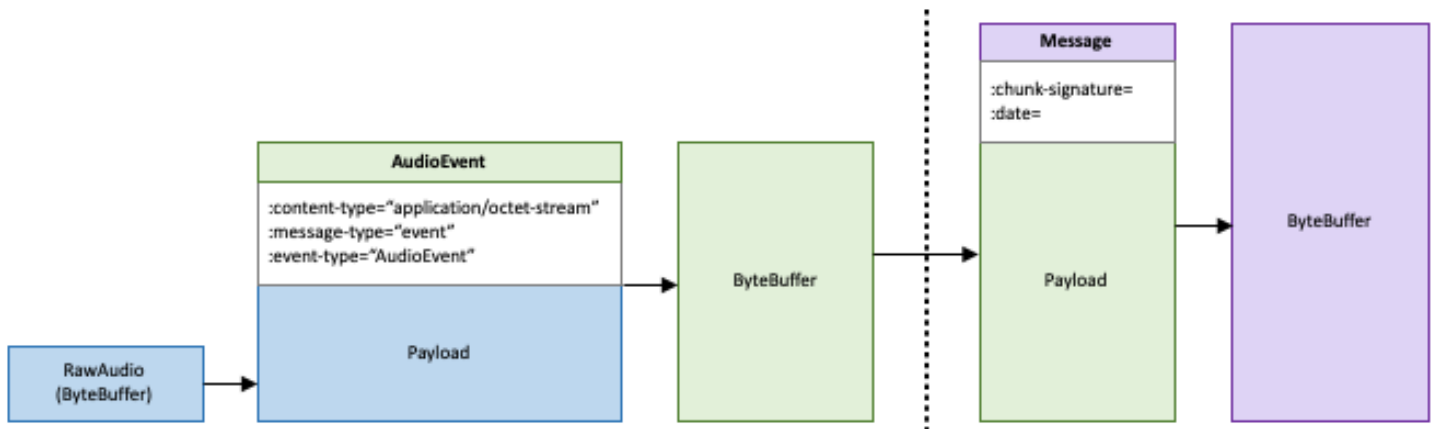 RawAudio
(ByteBuffer)
AudioEvent
:content-type=“application/octet-stream”
:message-type=“event”
:event-type=“AudioEvent”
Payload
ByteBuffer
Message
:chunk-signature=
:date=
Payload
ByteBuffer